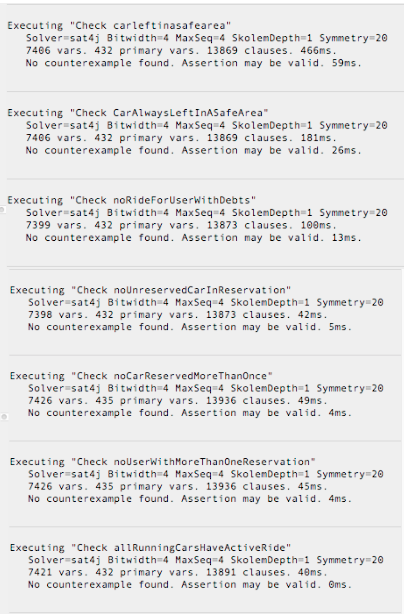 Executing "Check carleftinasafearea"
Solver=sat4j Bitwidth=4 MaxSeq=4 SkolemDepth=1 Symmetry=20
7406 vars. 432 primary vars. 13869 clauses. 466ms.
No counterexample found. Assertion may be valid. 59ms.
Executing "Check CarAlwaysLeftInASafeArea"
Solver=sat4j Bitwidth=4 MaxSeq=4 SkolemDepth=1 Symmetry=20
7406 vars. 432 primary vars. 13869 clauses. 181ms.
No counterexample found. Assertion may be valid. 26ms.
Executing "Check noRideForUserWithDebts"
Solver=sat4j Bitwidth=4 MaxSeq=4 SkolemDepth=1 Symmetry=20
7399 vars. 432 primary vars. 13873 clauses. 100ms.
No counterexample found. Assertion may be valid. 13ms.
Executing "Check noUnreservedCarInReservation"
Solver=sat4j Bitwidth=4 MaxSeq=4 SkolemDepth=1 Symmetry=20
7398 vars. 432 primary vars. 13873 clauses. 42ms.
No counterexample found. Assertion may be valid. 5ms.
Executing "Check noCarReservedMoreThanOnce"
Solver=sat4j Bitwidth=4 MaxSeq=4 SkolemDepth=1 Symmetry=20
7426 vars. 435 primary vars. 13936 clauses. 49ms.
No counterexample found. Assertion may be valid. 4ms.
Executing "Check noUserWithMoreThanOneReservation"
Solver=sat4j Bitwidth=4 MaxSeq=4 SkolemDepth=1 Symmetry=20
7426 vars. 435 primary vars. 13936 clauses. 45ms.
No counterexample found. Assertion may be valid. 4ms.
Executing "Check allRunningCarsHaveActiveRide"
Solver=sat4j Bitwidth=4 MaxSeq=4 SkolemDepth=1 Symmetry=20
7421 vars. 432 primary vars. 13891 clauses. 40ms.
No counterexample found. Assertion may be valid. 0ms.